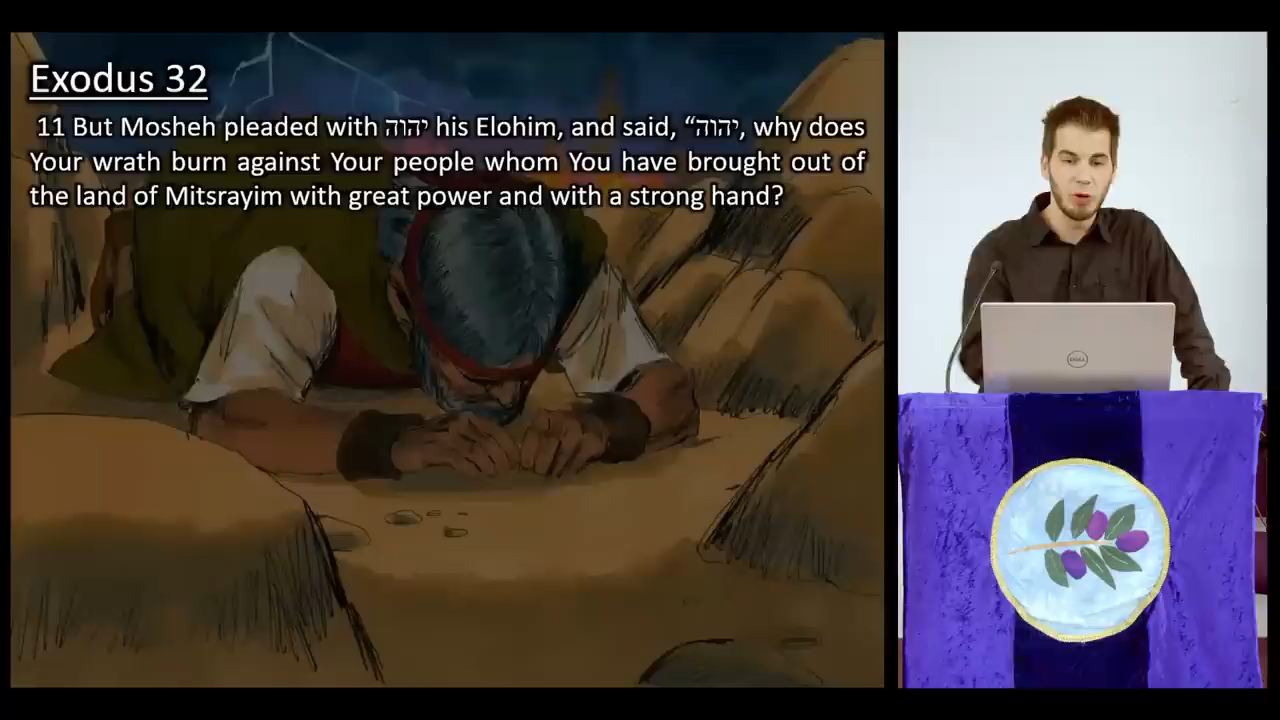 Exodus 32
11 But Mosheh pleaded with יהוה his Elohim, and said, “יהוה, why does
Your wrath burn against Your people whom You have brought out of
the land of Mitsrayim with great power and with a strong hand?
DELL